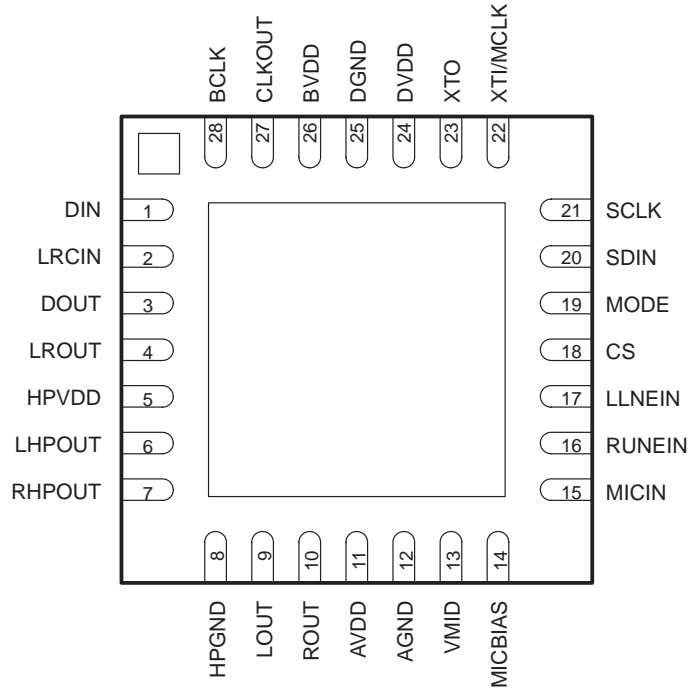 BCLK
CLKOUT
BVDD
DGND
DVDD
XTO
XTI/MCLK
28
27
26
25
24
23
22
DIN 1
LRCIN 2
DOUT 3
LROUT 4
HPVDD 5
LHPOUT 6
RHPOUT 7
21 SCLK
20 SDIN
19 MODE
18 CS
17 LLNEIN
16 RUNEIN
15 MICIN
8
9
10
11
12
13
14
HPGND
LOUT
ROUT
AVDD
AGND
VMID
MICBIAS